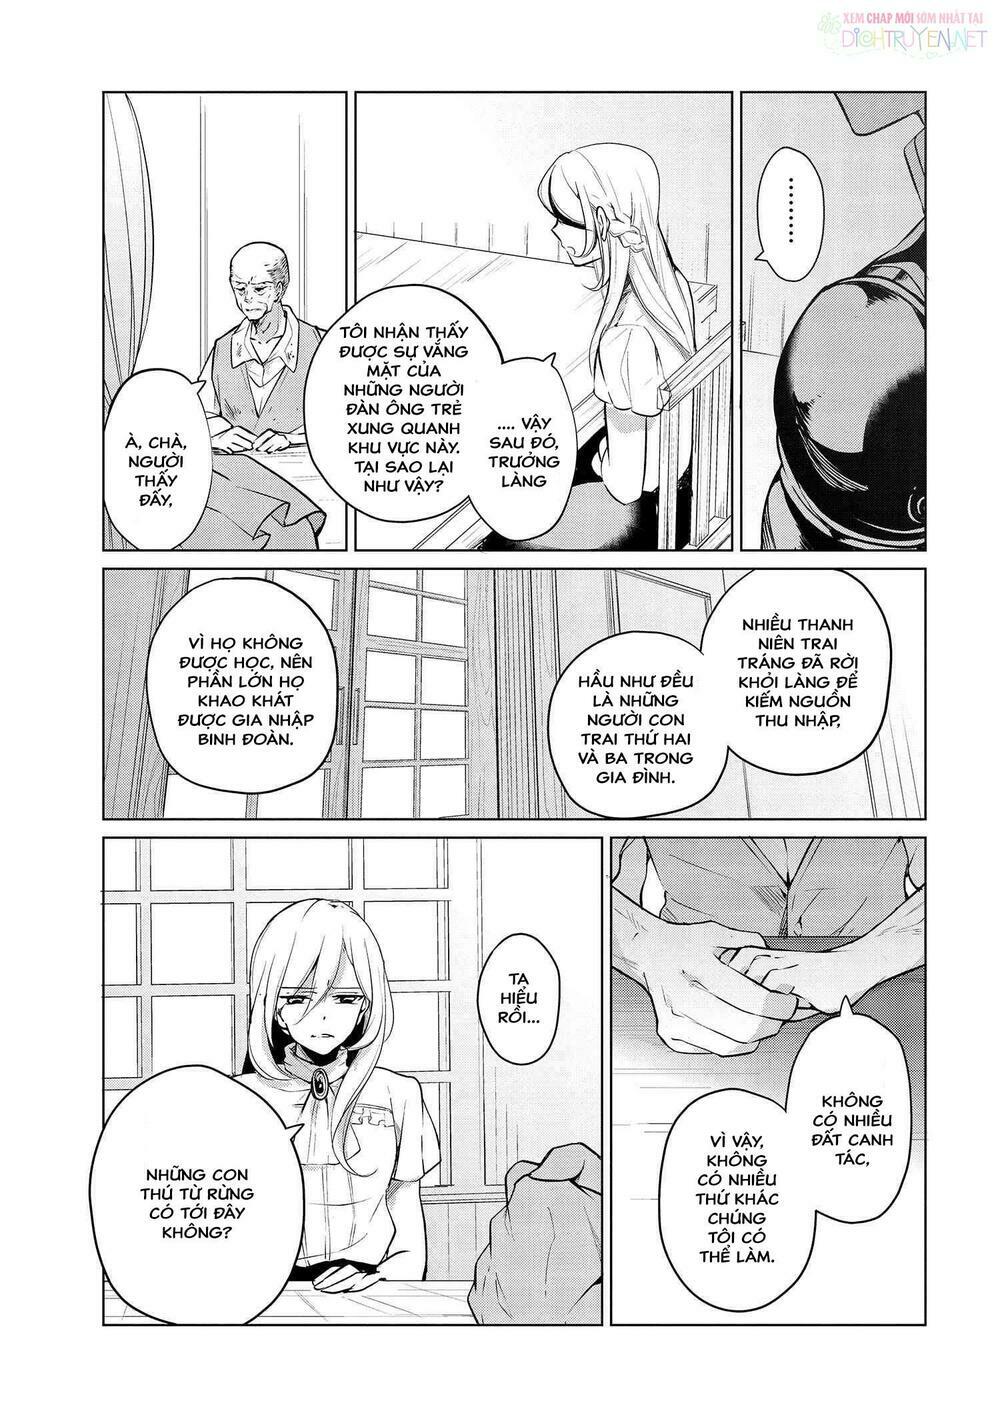 XEM CHAP MỚI SỚM NHẤT TẠI
DICHTRUYEN.NET
.........
.... VẬY
SAU ĐÓ,
TRƯỞNG
LÀNG
TÔI NHẬN THẤY
ĐƯỢC SỰ VẮNG
MẶT CỦA
NHỮNG NGƯỜI
ĐÀN ÔNG TRẺ
XUNG QUANH
KHU VỰC NÀY.
TẠI SAO LẠI
NHƯ VẬY?
À, CHÀ,
NGƯỜI
THẤY
ĐẤY,
NHIỀU THANH
NIÊN TRAI
TRÁNG ĐÃ RỜI
KHỎI LÀNG ĐỂ
KIẾM NGUỒN
THU NHẬP,
HẦU NHƯ ĐỀU
LÀ NHỮNG
NGƯỜI CON
TRAI THỨ HAI
VÀ BA TRONG
GIA ĐÌNH.
VÌ HỌ KHÔNG
ĐƯỢC HỌC, NÊN
PHẦN LỚN HỌ
KHAO KHÁT
ĐƯỢC GIA NHẬP
BINH ĐOÀN.
KHÔNG
CÓ NHIỀU
ĐẤT CANH
TÁC,
VÌ VẬY,
KHÔNG
CÓ NHIỀU
THỨ KHÁC
CHÚNG
TÔI CÓ
THỂ LÀM.
TA
HIỂU
RỒI...
NHỮNG CON
THÚ TỪ RỪNG
CÓ TỚI ĐÂY
KHÔNG?